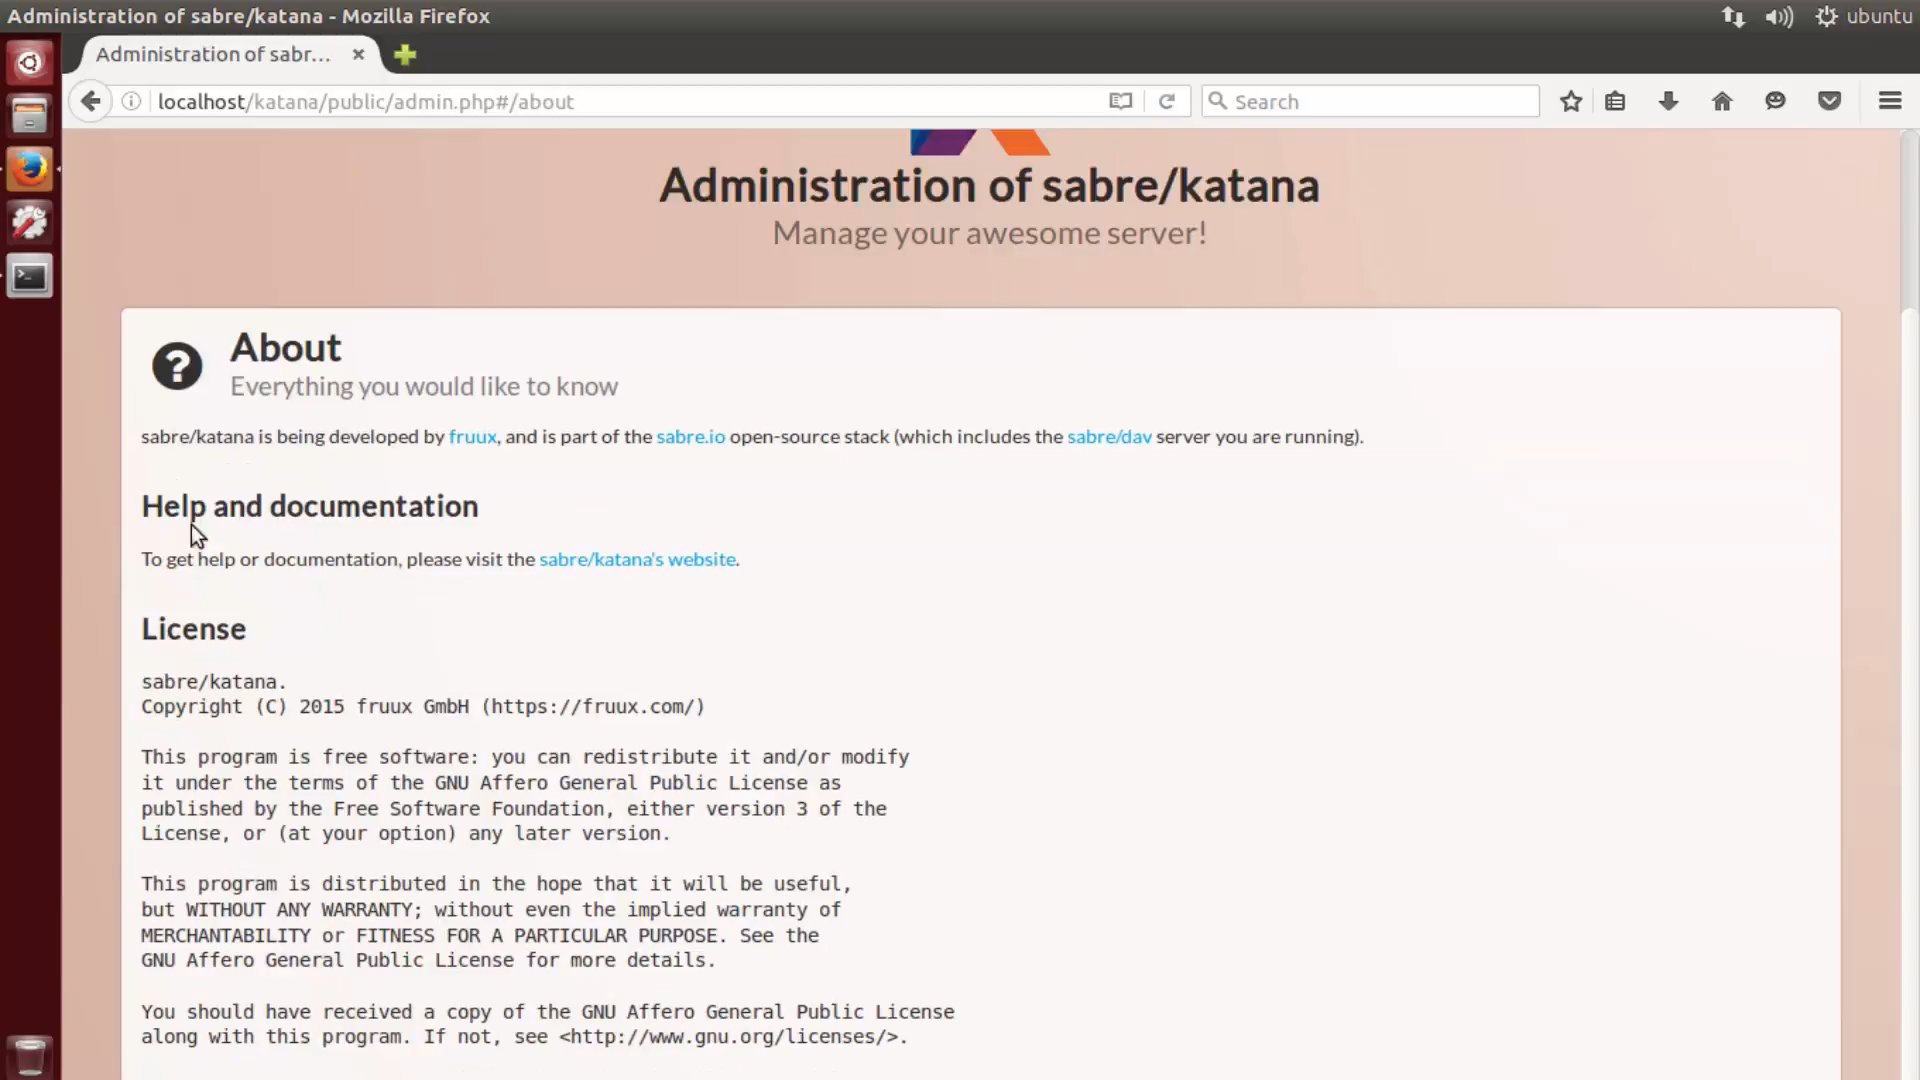 Administration of sabre/katana - Mozilla Firefox
ubuntu
Administration of sabr...
localhost/katana/public/admin.php#/about
Search
Administration of sabre/katana
Manage your awesome server!
About
Everything you would like to know
sabre/katana is being developed by fruux, and is part of the sabre.io open-source stack (which includes the sabre/dav server you are running).
Help and documentation
To get help or documentation, please visit the sabre/katana's website.
License
sabre/katana.
Copyright (C) 2015 fruux GmbH (https://fruux.com/)
This program is free software: you can redistribute it and/or modify
it under the terms of the GNU Affero General Public License as
published by the Free Software Foundation, either version 3 of the
License, or (at your option) any later version.
This program is distributed in the hope that it will be useful,
but WITHOUT ANY WARRANTY; without even the implied warranty of
MERCHANTABILITY or FITNESS FOR A PARTICULAR PURPOSE. See the
GNU Affero General Public License for more details.
You should have received a copy of the GNU Affero General Public License
along with this program. If not, see <http://www.gnu.org/licenses/>.